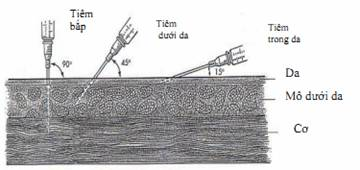 Tiêm
bắp
Tiêm
dưới da
Tiêm
trong da
90°
45°
15°
Da
Mô dưới da
Cơ